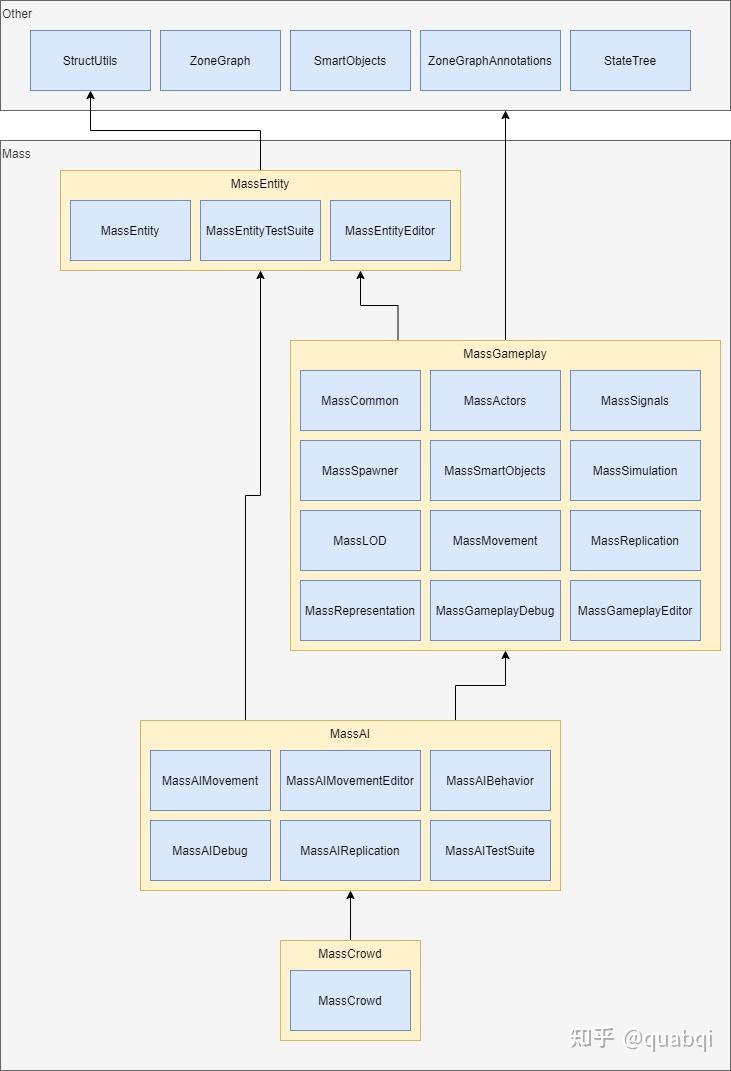 Other
StructUtils
ZoneGraph
SmartObjects
ZoneGraphAnnotations
StateTree
Mass
MassEntity
MassEntity
MassEntityTestSuite
MassEntityEditor
MassGameplay
MassCommon
MassActors
MassSignals
MassSpawner
MassSmartObjects
MassSimulation
MassLOD
MassMovement
MassReplication
MassRepresentation
MassGameplayDebug
MassGameplayEditor
MassAI
MassAIMovement
MassAIMovementEditor
MassAIBehavior
MassAIDebug
MassAIReplication
MassAITestSuite
MassCrowd
MassCrowd
知乎 @quabqi